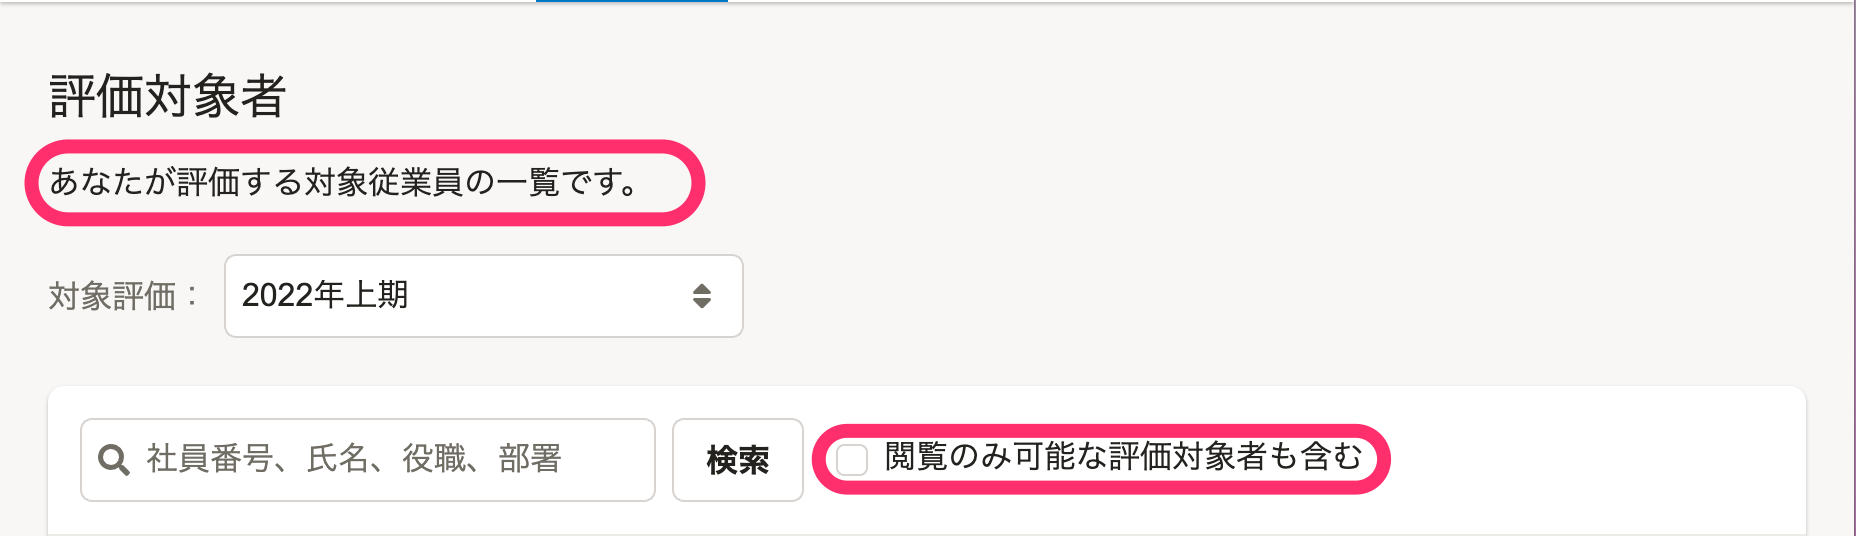 評価対象者
あなたが評価する対象従業員の一覧です。
対象評価：
2022年上期
社員番号、氏名、役職、部署
検索
閲覧のみ可能な評価対象者も含む